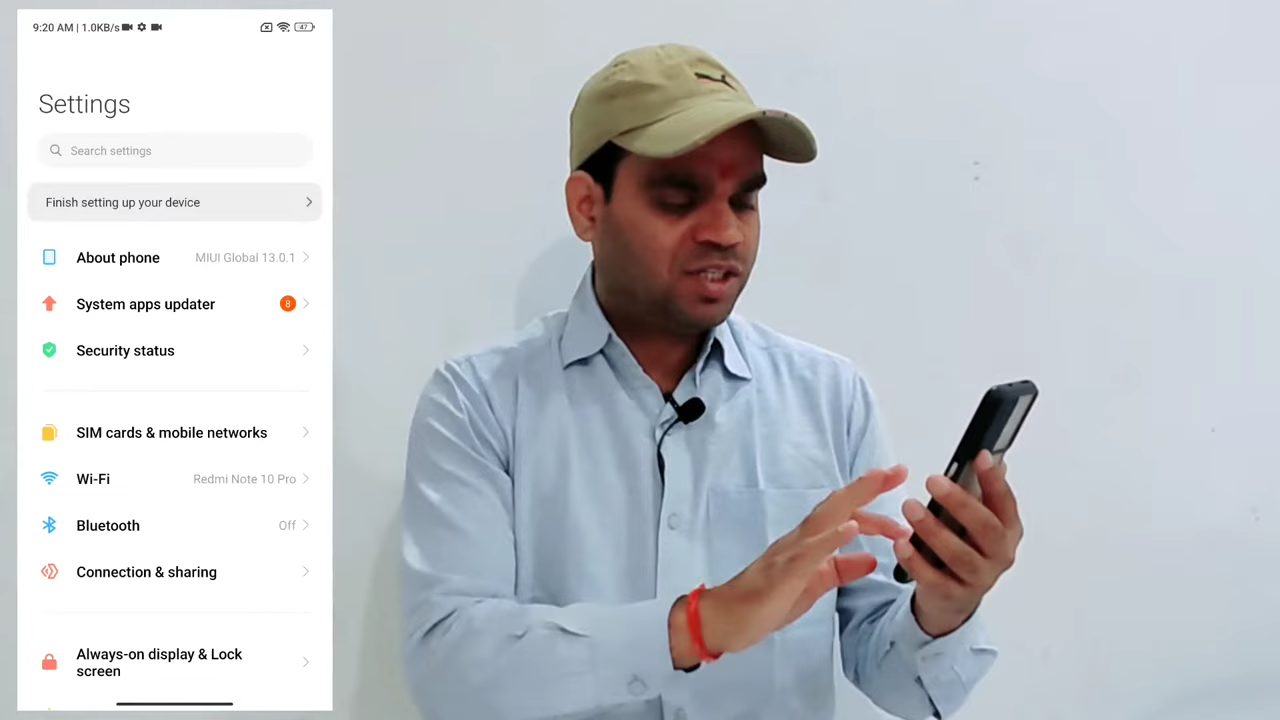 9:20 AM | 1.0KB/s
47
Settings
Search settings
Finish setting up your device
About phone MIUI Global 13.0.1
System apps updater 8
Security status
SIM cards & mobile networks
Wi-Fi Redmi Note 10 Pro
Bluetooth Off
Connection & sharing
Always-on display & Lock
screen